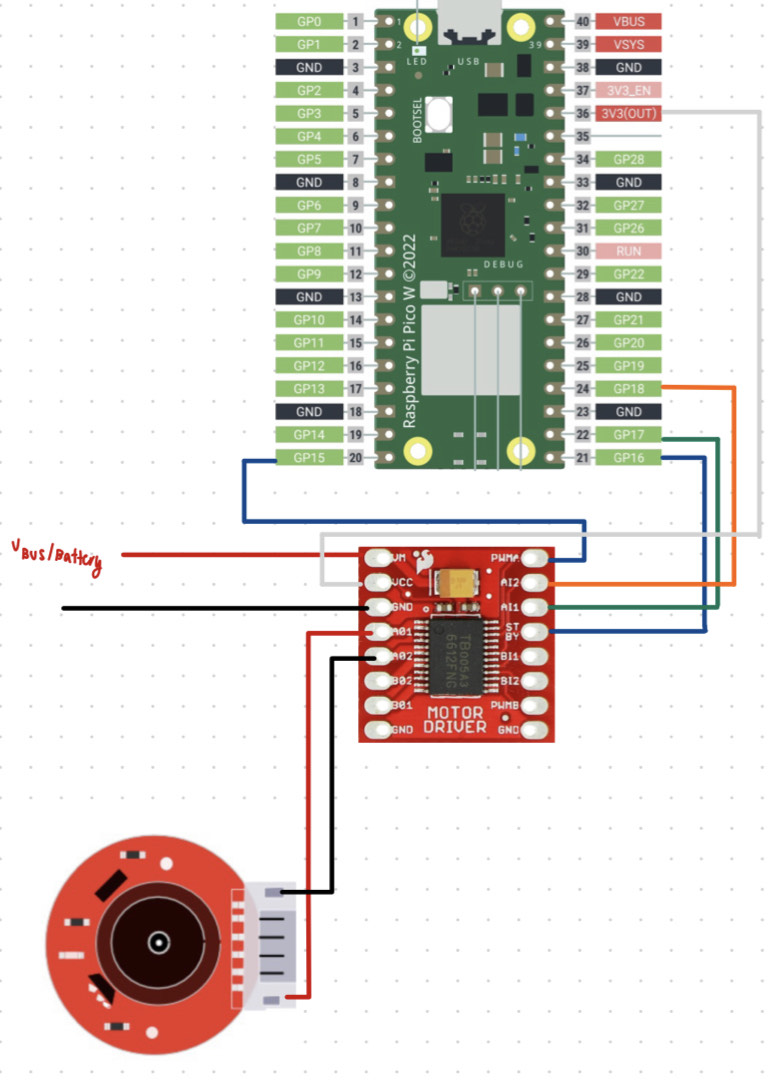 GP0 1 1 40 VBUS
GP1 2 2 39 39 VSYS
GND 3 LED USB 38 GND
GP2 4 37 3V3_EN
GP3 5 BOOTSEL 36 3V3(OUT)
GP4 6 35
GP5 7 34 GP28
GND 8 33 GND
GP6 9 32 GP27
GP7 10 31 GP26
GP8 11 30 RUN
GP9 12 DEBUG 29 GP22
GND 13 28 GND
GP10 14 27 GP21
GP11 15 26 GP20
GP12 16 25 GP19
GP13 17 24 GP18
GND 18 23 GND
GP14 19 22 GP17
GP15 20 21 GP16
Raspberry Pi Pico W ©2022
VBus/Battery
VM PWMA
VCC AI2
GND AI1
A01 ST BY
A02 BI1
B02 BI2
B01 PWMB
GND GND
TB005A3
6612FNG
MOTOR
DRIVER